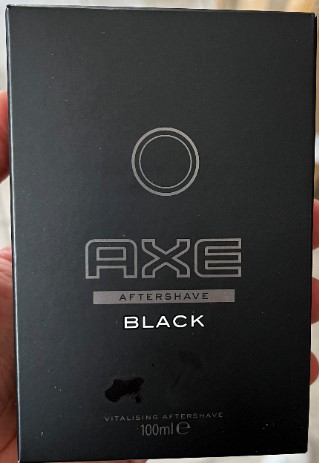 AXE
AFTERSHAVE
BLACK
VITALISING AFTERSHAVE
100ml ℮